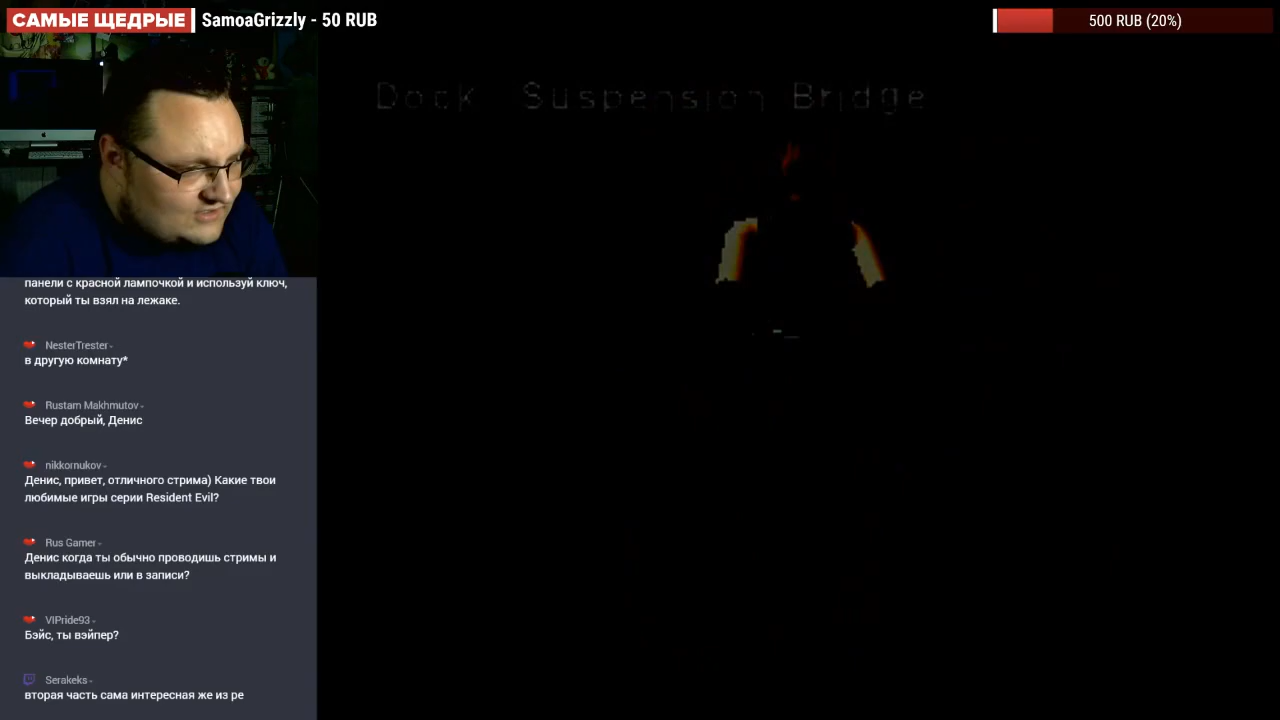 САМЫЕ ЩЕДРЫЕ SamoaGrizzly - 50 RUB
500 RUB (20%)
Dock Suspension Bridge
панели с красной лампочкой и используй ключ,
который ты взял на лежаке.
NesterTrester
в другую комнату*
Rustam Makhmutov
Вечер добрый, Денис
nikkornukov
Денис, привет, отличного стрима) Какие твои
любимые игры серии Resident Evil?
Rus Gamer
Денис когда ты обычно проводишь стримы и
выкладываешь или в записи?
VIPride93
Бэйс, ты вэйпер?
Serakeks
вторая часть сама интересная же из ре